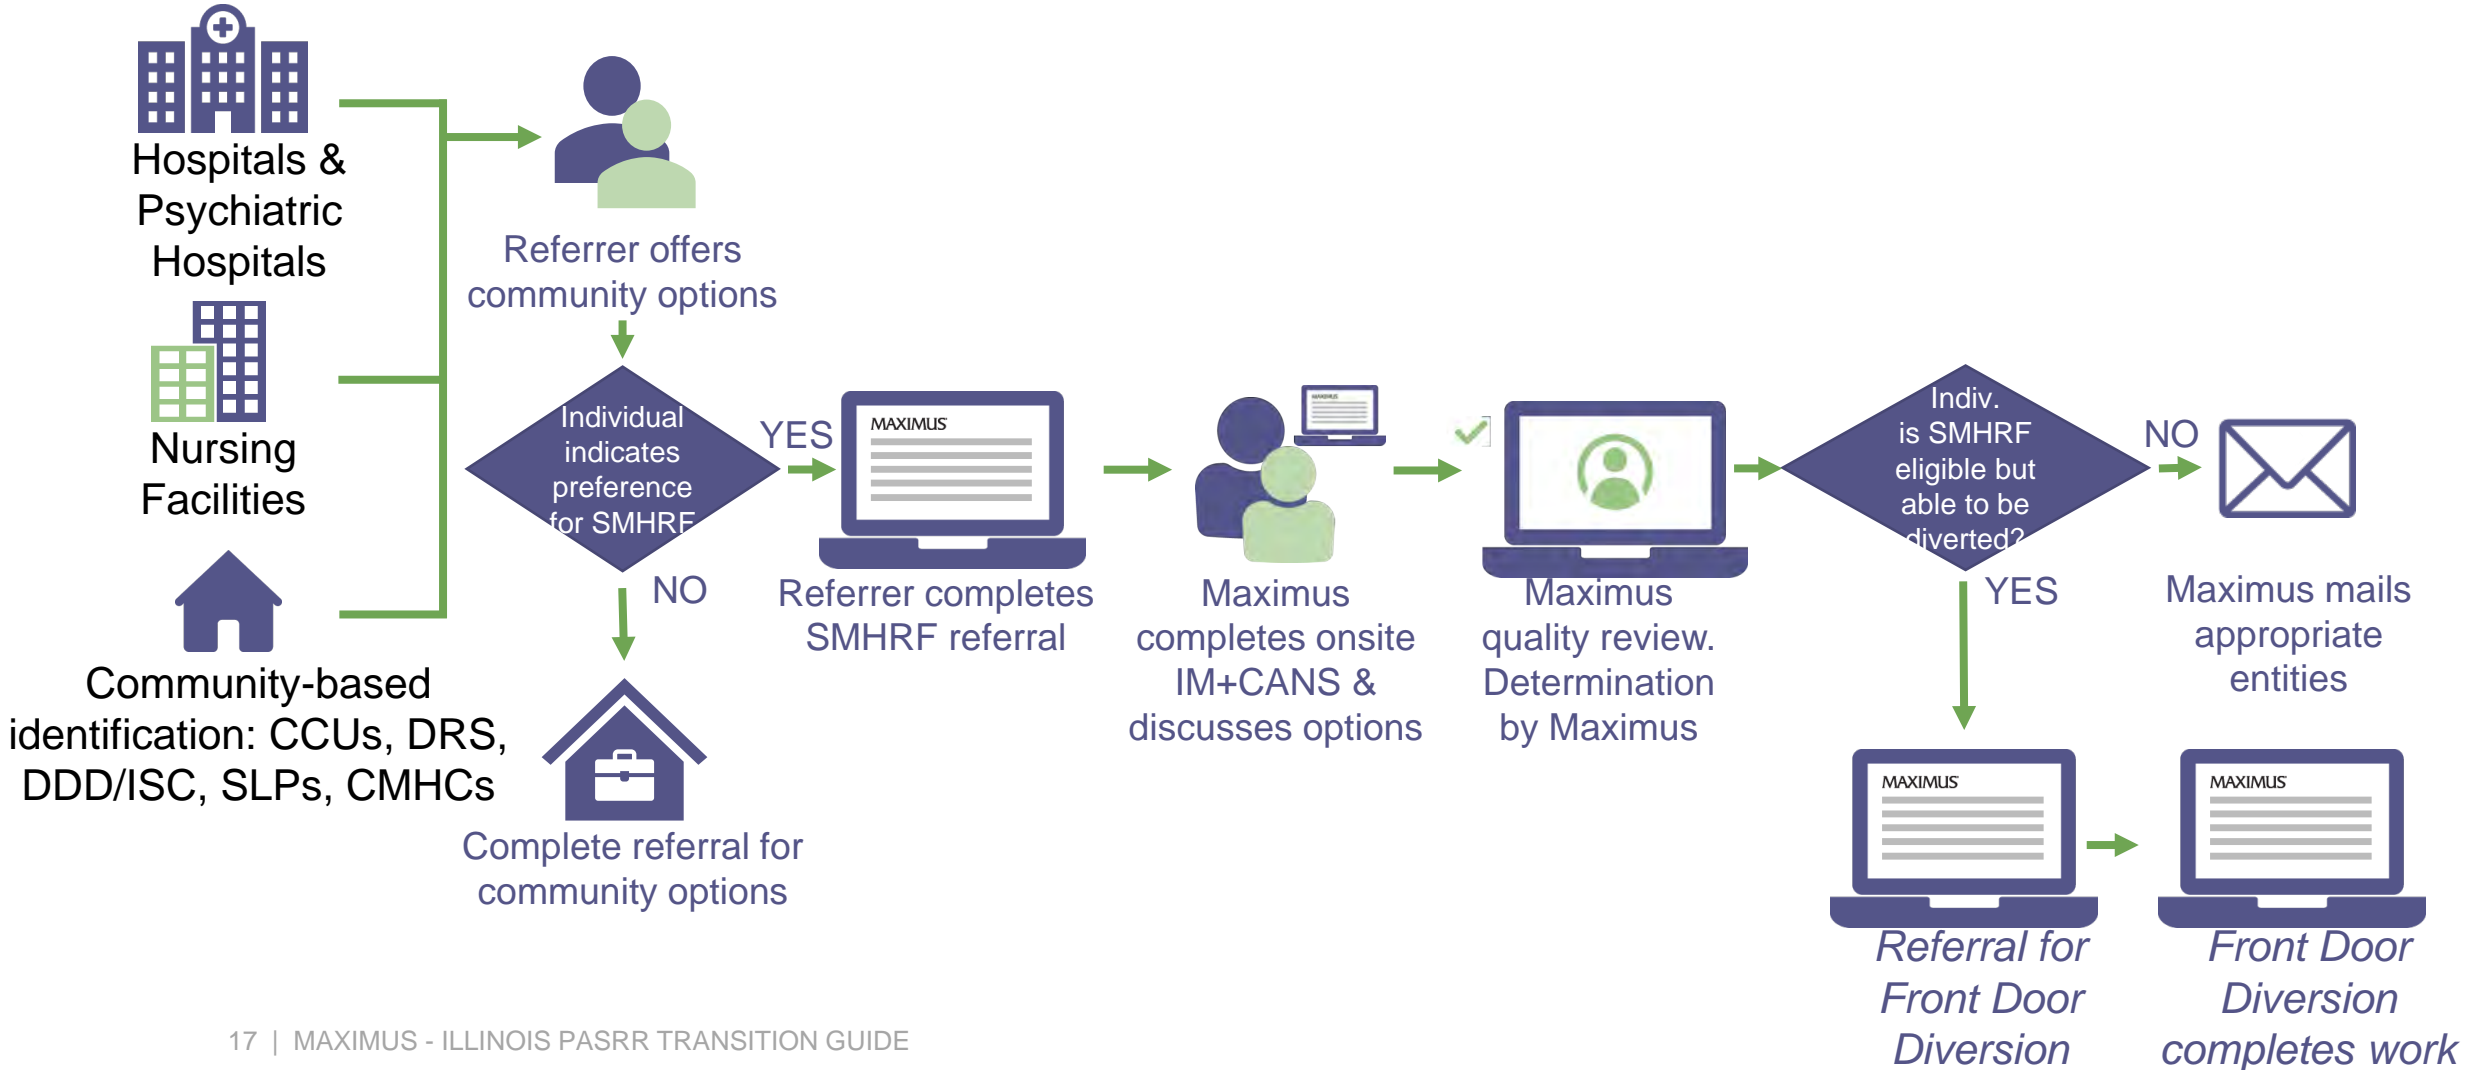 Hospitals &
Psychiatric
Hospitals
Nursing
Facilities
Community-based
identification: CCUs, DRS,
DDD/ISC, SLPs, CMHCs
Referrer offers
community options
Individual
indicates
preference
for SMHRF
YES
NO
Complete referral for
community options
MAXIMUS
Referrer completes
SMHRF referral
MAXIMUS
Maximus
completes onsite
IM+CANS &
discusses options
Maximus
quality review.
Determination
by Maximus
Indiv.
is SMHRF
eligible but
able to be
diverted?
NO
YES
Maximus mails
appropriate
entities
MAXIMUS
Referral for
Front Door
Diversion
MAXIMUS
Front Door
Diversion
completes work
17 | MAXIMUS - ILLINOIS PASRR TRANSITION GUIDE